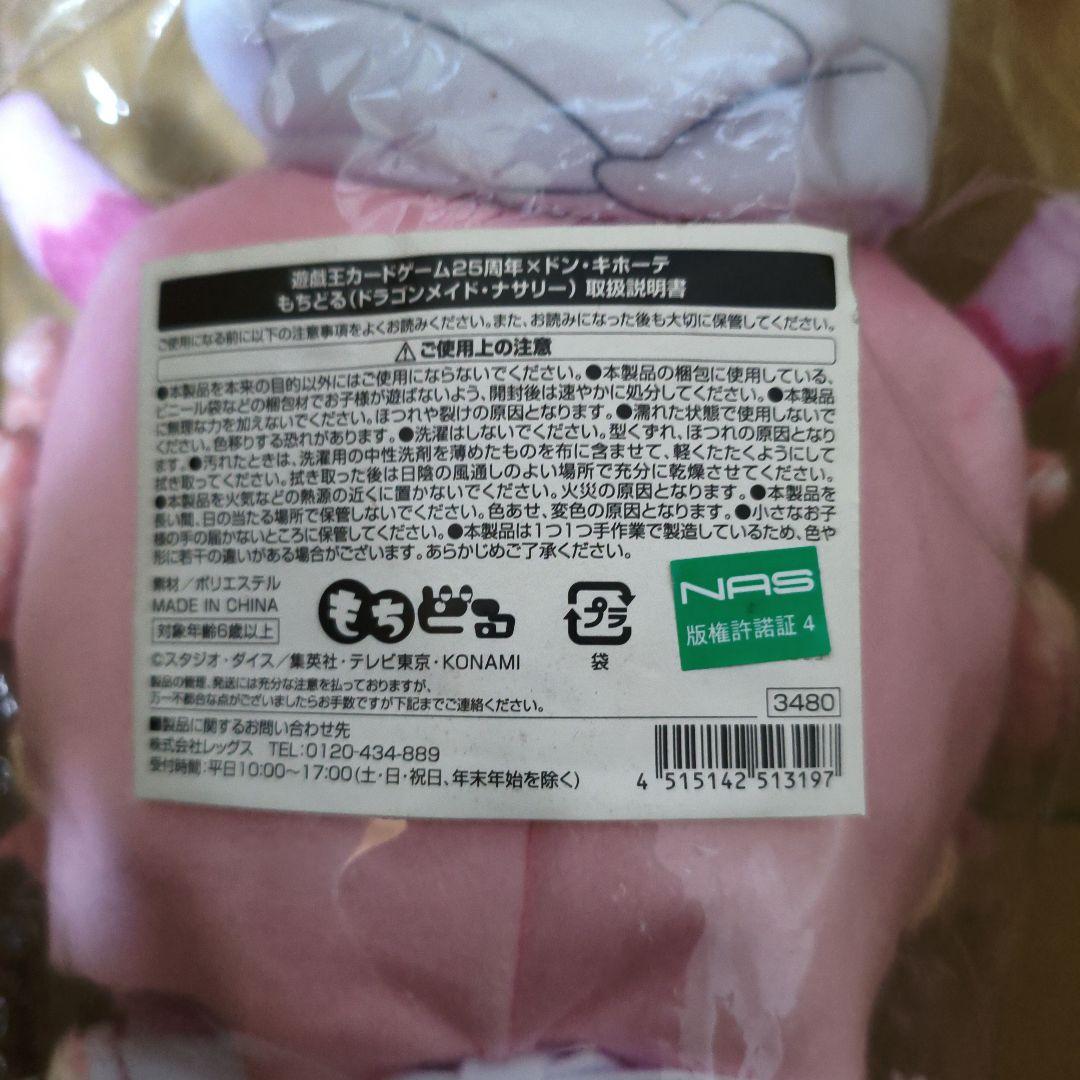 遊戯王カードゲーム25周年×ドン・キホーテ
もちどる(ドラゴンメイド・ナサリー)取扱説明書
ご使用になる前に以下の注意事項をよくお読みください。また、お読みになった後も大切に保管してください。
⚠ご使用上の注意
●本製品を本来の目的以外にはご使用にならないでください。●本製品の梱包に使用している、
ビニール袋などの梱包材でお子様が遊ばないよう、開封後は速やかに処分してください。●本製品
に無理な力を加えないでください。ほつれや裂けの原因となります。●濡れた状態で使用しないで
ください。色移りする恐れがあります。●洗濯はしないでください。型くずれ、ほつれの原因となり
ます。●汚れたときは、洗濯用の中性洗剤を薄めたものを布に含ませて、軽くたたくようにして
拭き取ってください。拭き取った後は日陰の風通しのよい場所で充分に乾燥させてください。
●本製品を火気などの熱源の近くに置かないでください。火災の原因となります。●本製品を
長い間、日の当たる場所で保管しないでください。色あせ、変色の原因となります。●小さなお子
様の手の届かないところに保管してください。●本製品は1つ1つ手作業で製造しているため、色や
形に若干の違いがある場合がございます。あらかじめご了承ください。
素材/ポリエステル
MADE IN CHINA
対象年齢6歳以上
もちどる
プラ
袋
NAS
版権許諾証 4
©スタジオ・ダイス/集英社・テレビ東京・KONAMI
製品の管理、発送には充分な注意を払っておりますが、
万一不都合な点がございましたらお手数ですが下記までご連絡ください。
3480
■製品に関するお問い合わせ先
株式会社レッグス TEL:0120-434-889
受付時間:平日10:00〜17:00(土・日・祝日、年末年始を除く)
4 515142 513197